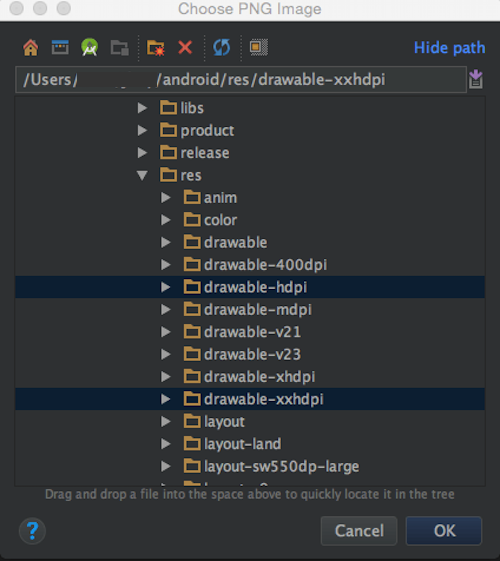 Choose PNG Image
Hide path
/Users/ /android/res/drawable-xxhdpi
libs
product
release
res
anim
color
drawable
drawable-400dpi
drawable-hdpi
drawable-mdpi
drawable-v21
drawable-v23
drawable-xhdpi
drawable-xxhdpi
layout
layout-land
layout-sw550dp-large
Drag and drop a file into the space above to quickly locate it in the tree
?
Cancel
OK